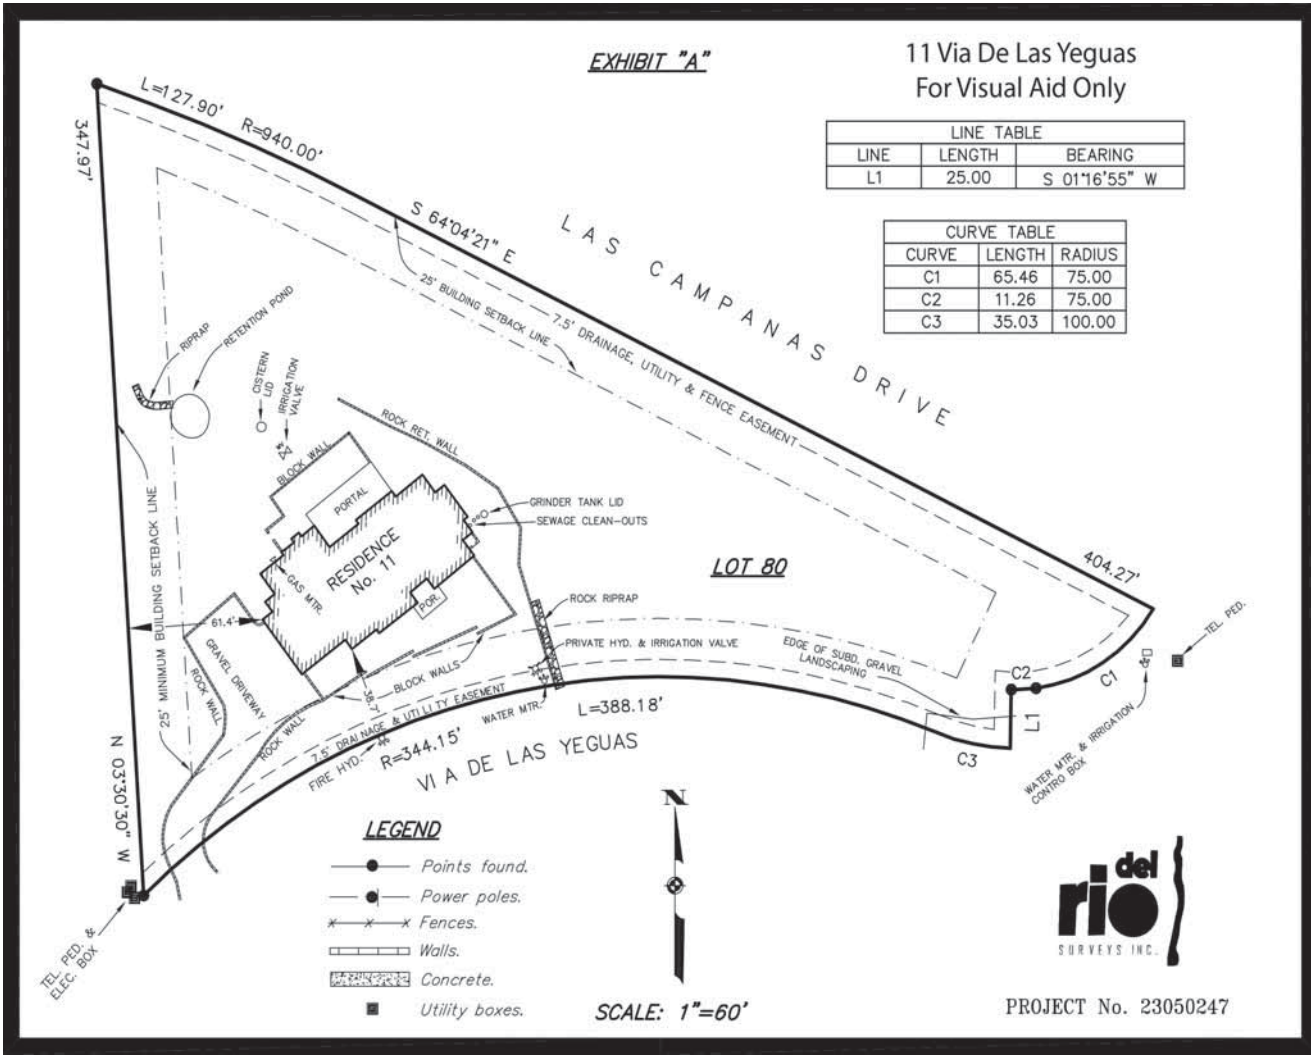 EXHIBIT "A"
11 Via De Las Yeguas
For Visual Aid Only
LINE TABLE
LINE LENGTH BEARING
L1 25.00 S 01°16'55" W
CURVE TABLE
CURVE LENGTH RADIUS
C1 65.46 75.00
C2 11.26 75.00
C3 35.03 100.00
L=127.90'
R=940.00'
347.97'
S 64°04'21" E
LAS CAMPANAS DRIVE
25' BUILDING SETBACK LINE
7.5' DRAINAGE, UTILITY & FENCE EASEMENT
RIPRAP
RETENTION POND
CISTERN
LID
IRRIGATION
VALVE
BLOCK WALL
ROCK RET. WALL
PORTAL
GRINDER TANK LID
SEWAGE CLEAN-OUTS
RESIDENCE
No. 11
GAS MTR.
POR.
LOT 80
404.27'
25' MINIMUM BUILDING SETBACK LINE
61.4'
ROCK RIPRAP
TEL. PED.
GRAVEL DRIVEWAY
ROCK WALL
PRIVATE HYD. & IRRIGATION VALVE
EDGE OF SUBD. GRAVEL
LANDSCAPING
BLOCK WALLS
38.7'
C2
C1
L1
C3
ROCK WALL
7.5' DRAINAGE & UTILITY EASEMENT
WATER MTR.
L=388.18'
FIRE HYD.
R=344.15'
VIA DE LAS YEGUAS
WATER MTR. & IRRIGATION
CONTRO BOX
N 03°30'30" W
TEL. PED. &
ELEC. BOX
N
LEGEND
Points found.
Power poles.
Fences.
Walls.
Concrete.
Utility boxes.
SCALE: 1"=60'
del
rio
SURVEYS INC.
PROJECT No. 23050247